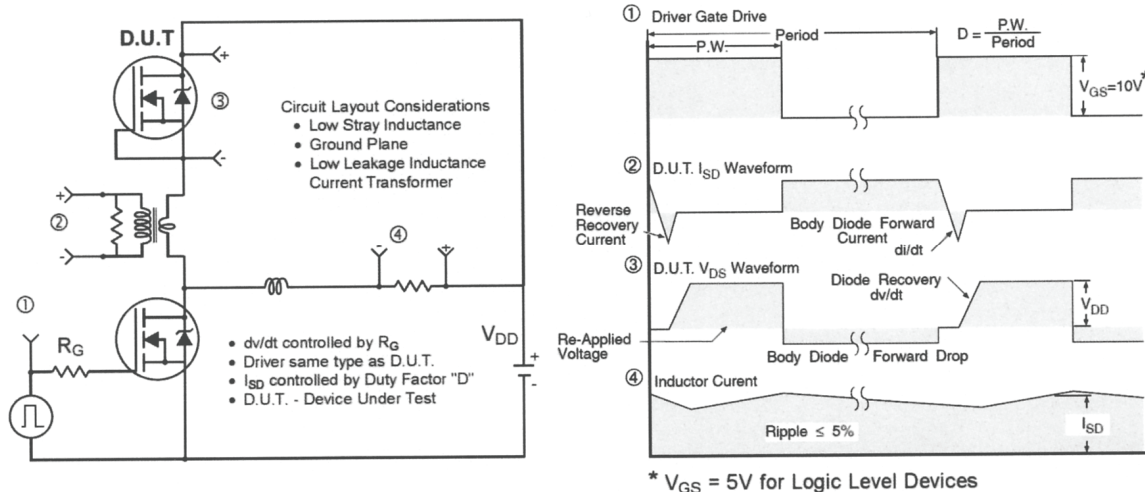 D.U.T
+
③
-
Circuit Layout Considerations
• Low Stray Inductance
• Ground Plane
• Low Leakage Inductance
Current Transformer
+
②
-
④
-
+
①
R_G
V_DD
+
-
• dv/dt controlled by R_G
• Driver same type as D.U.T.
• I_SD controlled by Duty Factor "D"
• D.U.T. - Device Under Test
① Driver Gate Drive
P.W.
Period
D = P.W. / Period
V_GS=10V*
② D.U.T. I_SD Waveform
Reverse
Recovery
Current
Body Diode Forward
Current
di/dt
③ D.U.T. V_DS Waveform
Diode Recovery
dv/dt
V_DD
Re-Applied
Voltage
Body Diode Forward Drop
④ Inductor Curent
Ripple ≤ 5%
I_SD
* V_GS = 5V for Logic Level Devices